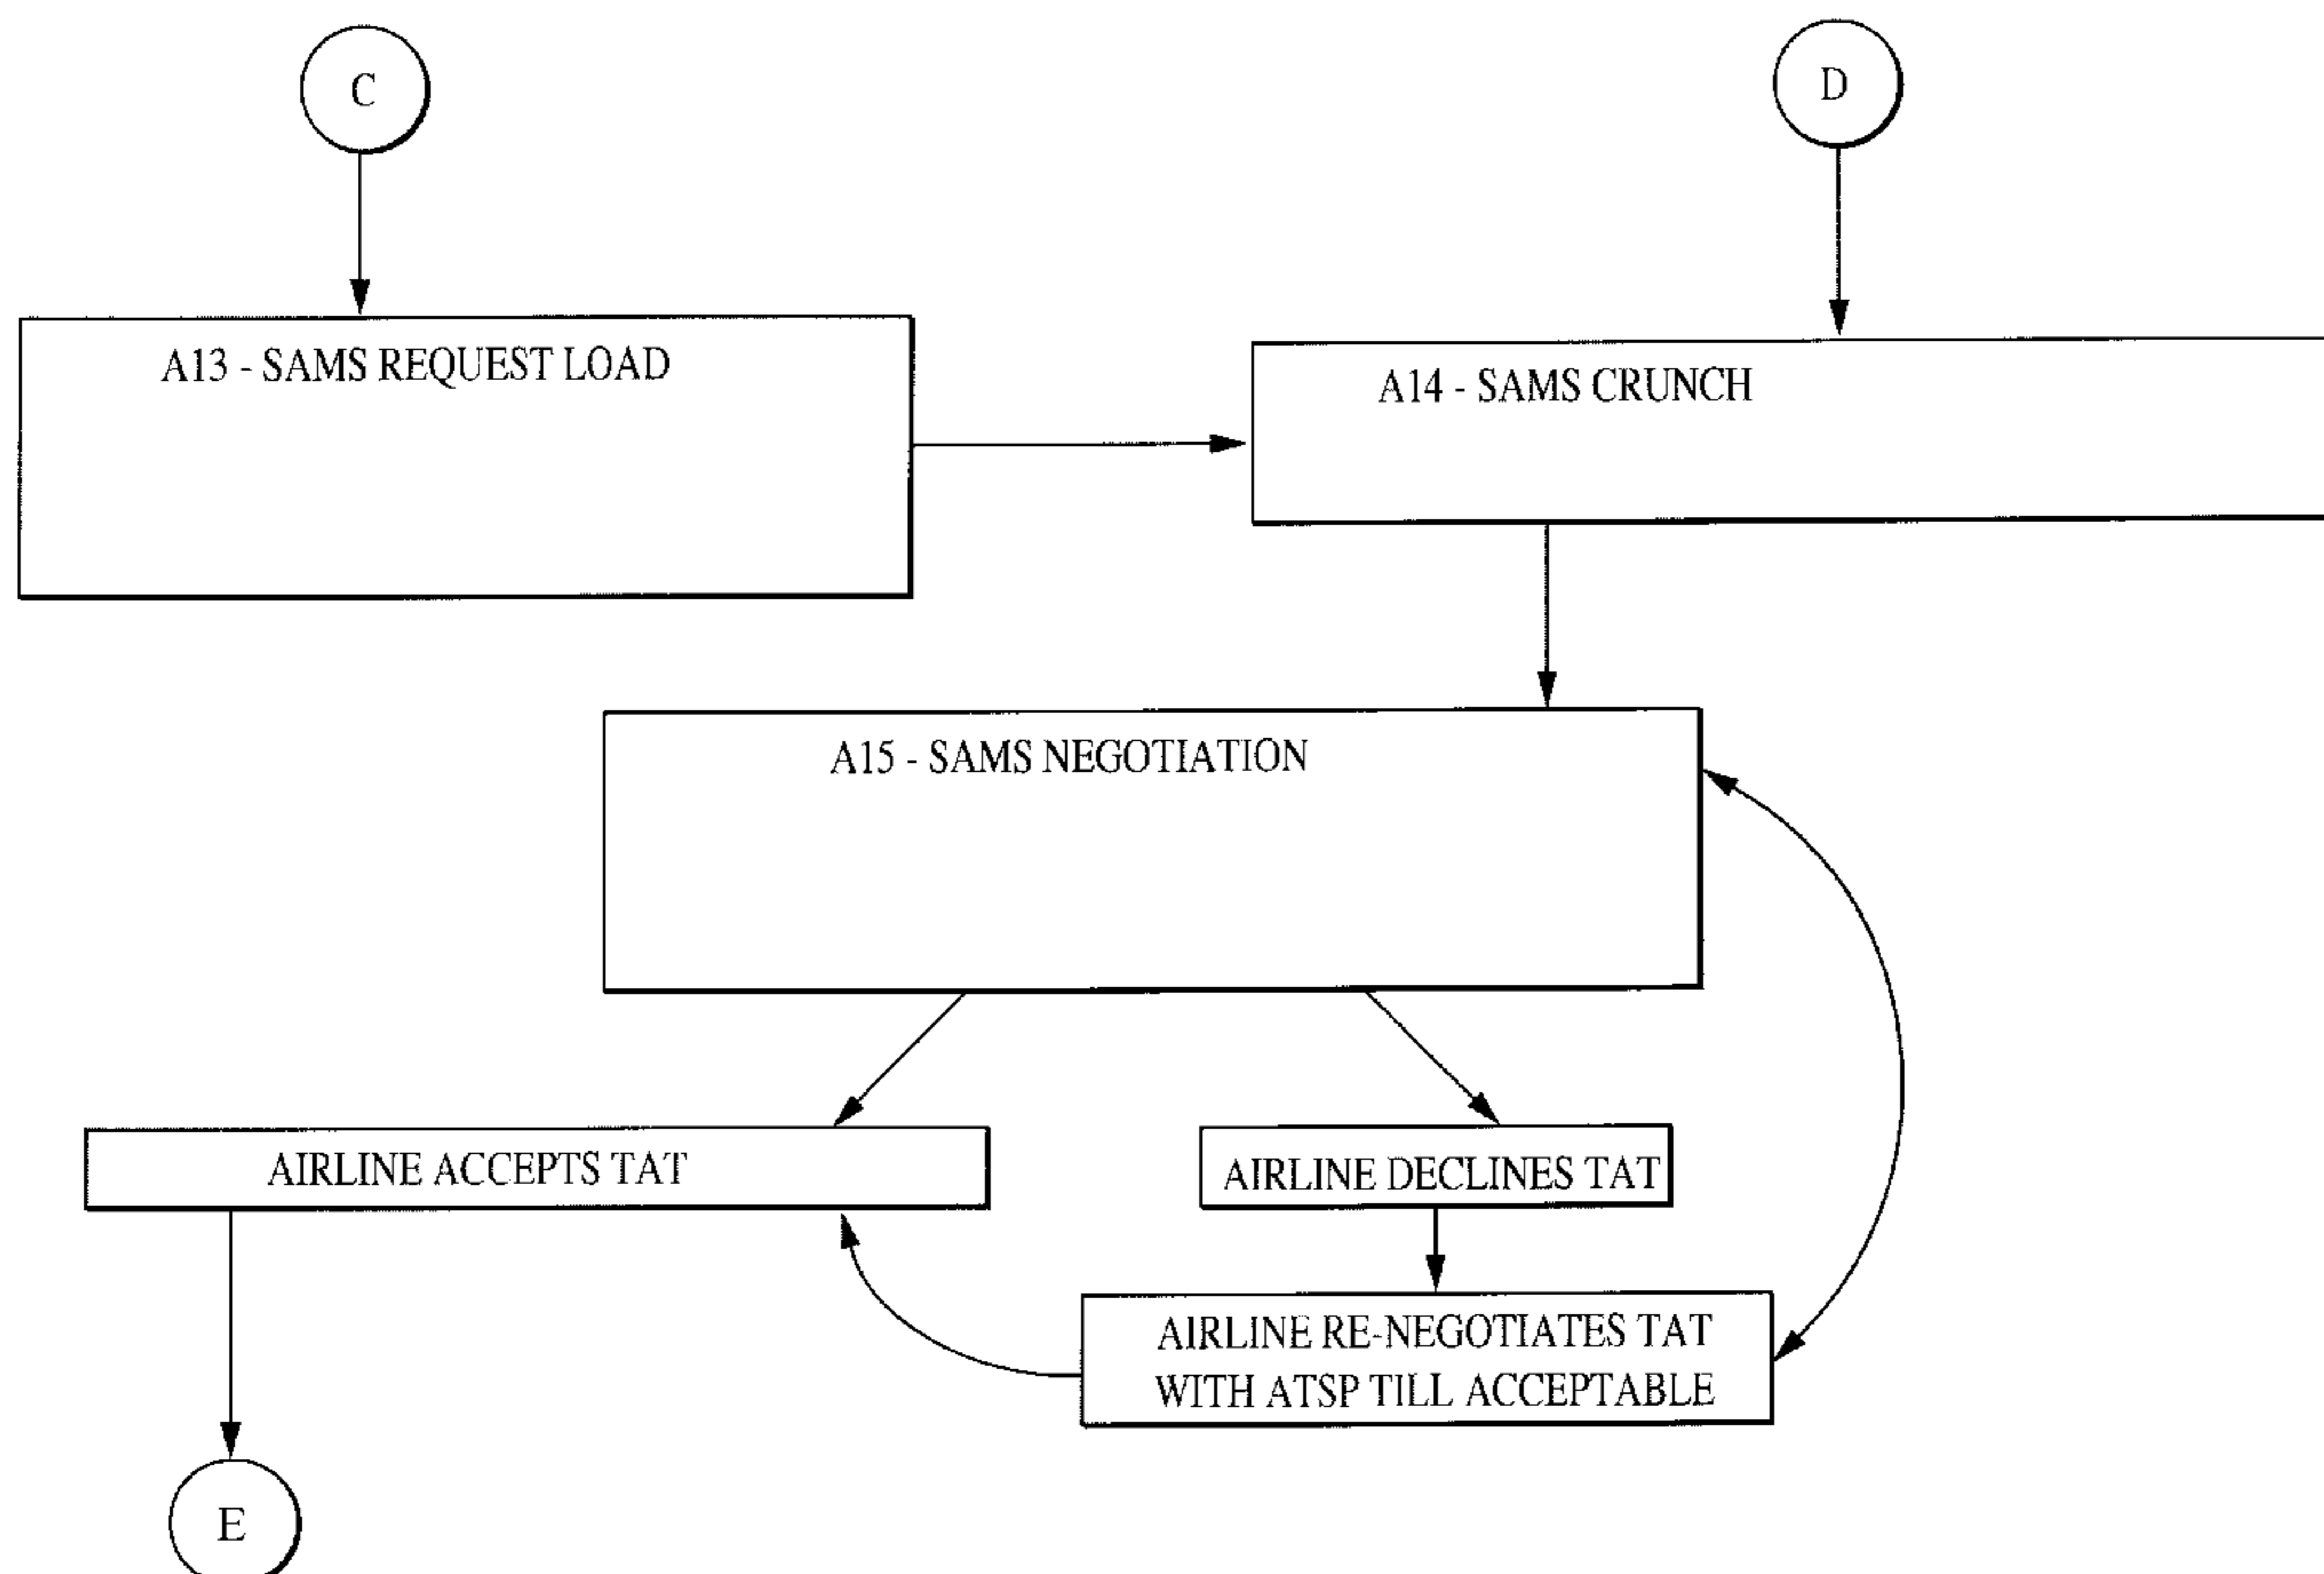 C
D
A13 - SAMS REQUEST LOAD
A14 - SAMS CRUNCH
A15 - SAMS NEGOTIATION
AIRLINE ACCEPTS TAT
AIRLINE DECLINES TAT
AIRLINE RE-NEGOTIATES TAT
WITH ATSP TILL ACCEPTABLE
E